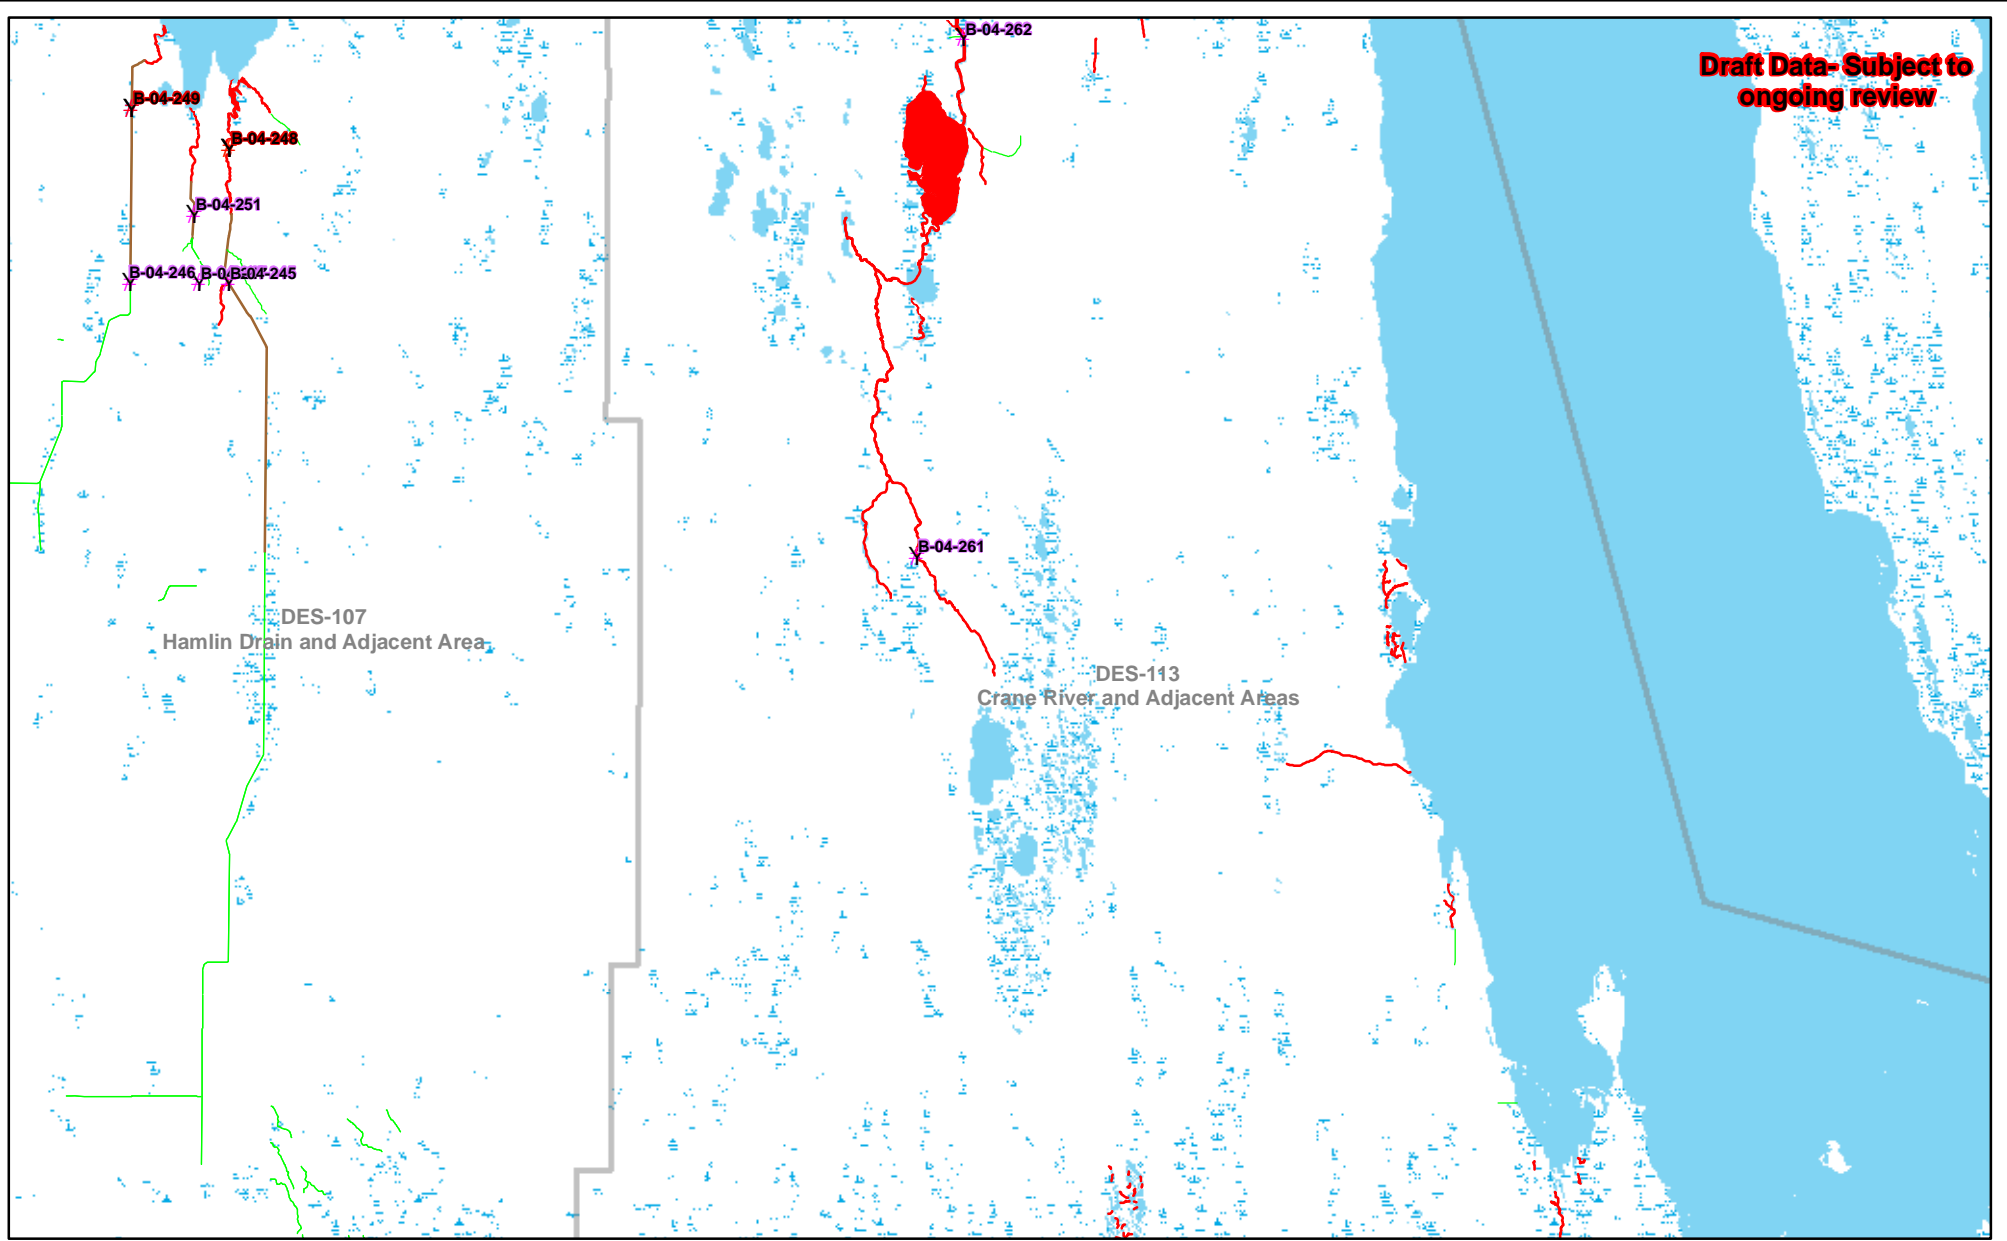 B-04-262
Draft Data- Subject to
ongoing review
B-04-249
B-04-248
B-04-251
B-04-246
B-04-245
B-04-261
DES-107
Hamlin Drain and Adjacent Area
DES-113
Crane River and Adjacent Areas